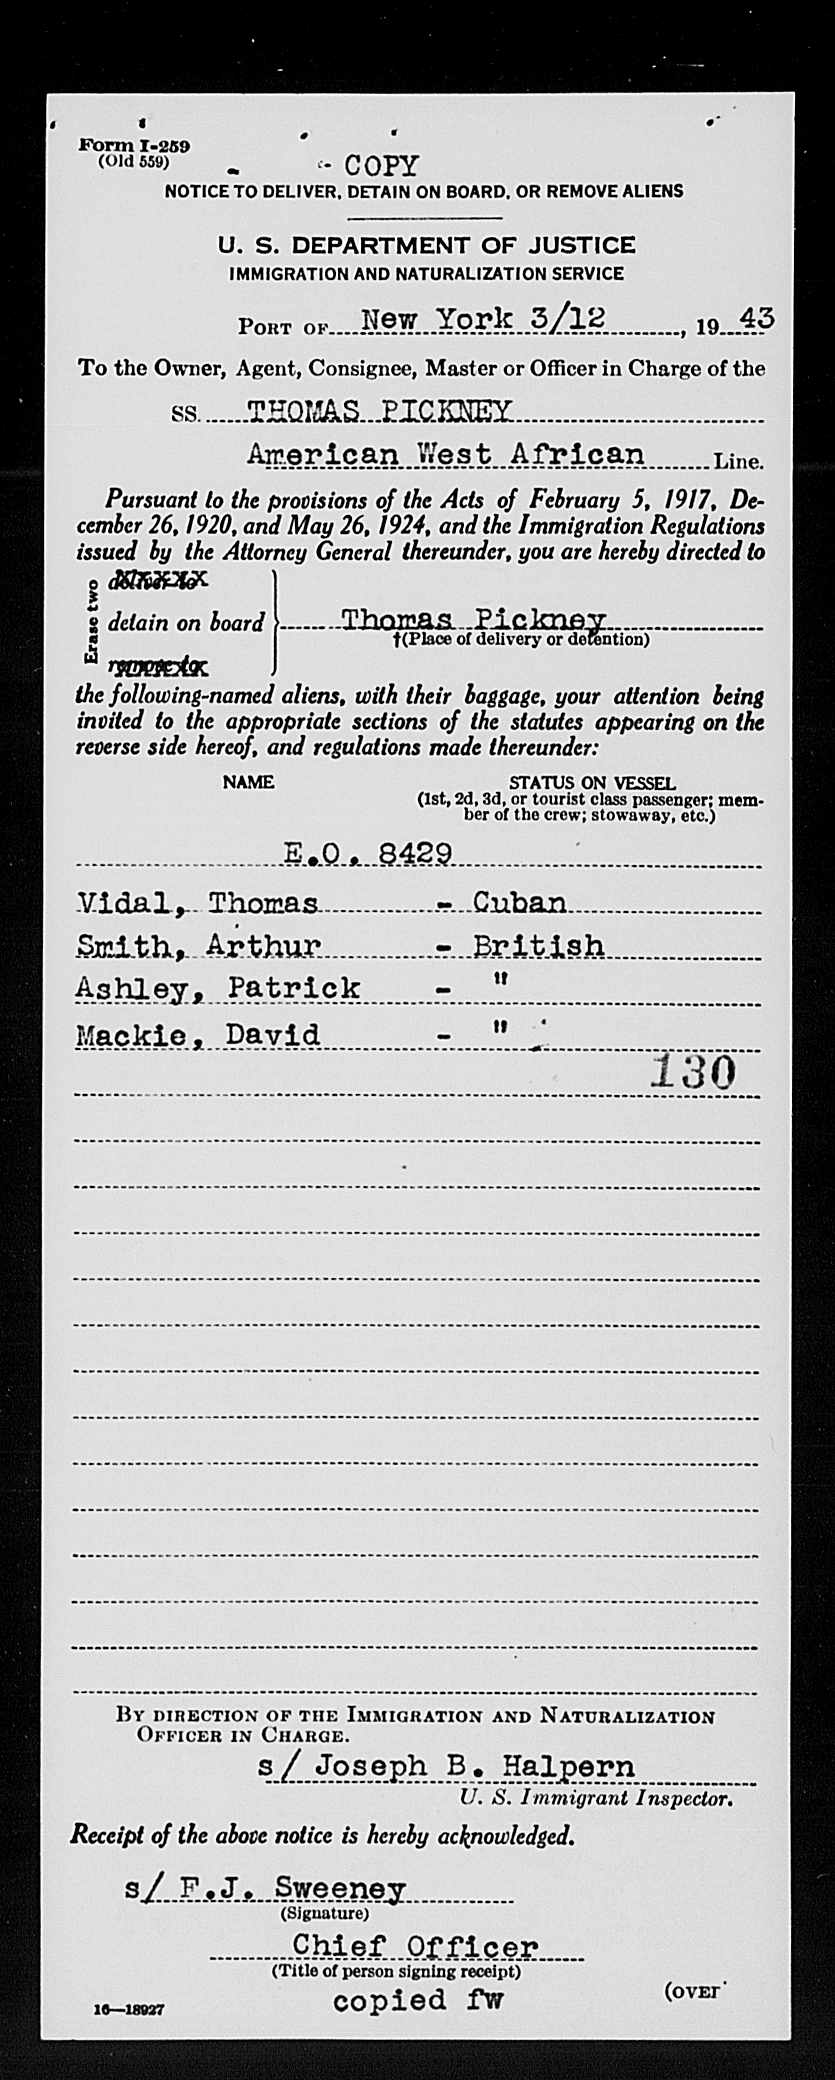 Form I-259
(Old 559)
COPY
NOTICE TO DELIVER, DETAIN ON BOARD, OR REMOVE ALIENS
U. S. DEPARTMENT OF JUSTICE
IMMIGRATION AND NATURALIZATION SERVICE
PORT OF New York 3/12, 19 43
To the Owner, Agent, Consignee, Master or Officer in Charge of the
SS. THOMAS PICKNEY
American West African Line.
Pursuant to the provisions of the Acts of February 5, 1917, De-
cember 26, 1920, and May 26, 1924, and the Immigration Regulations
issued by the Attorney General thereunder, you are hereby directed to
Erase two
deliver to
detain on board } Thomas Pickney
†(Place of delivery or detention)
remove to
the following-named aliens, with their baggage, your attention being
invited to the appropriate sections of the statutes appearing on the
reverse side hereof, and regulations made thereunder:
NAME STATUS ON VESSEL
(1st, 2d, 3d, or tourist class passenger; mem-
ber of the crew; stowaway, etc.)
E.O. 8429
Vidal, Thomas - Cuban
Smith, Arthur - British
Ashley, Patrick - "
Mackie, David - "
130
BY DIRECTION OF THE IMMIGRATION AND NATURALIZATION
OFFICER IN CHARGE.
s/ Joseph B. Halpern
U. S. Immigrant Inspector.
Receipt of the above notice is hereby acknowledged.
s/ F.J. Sweeney
(Signature)
Chief Officer
(Title of person signing receipt)
copied fw
(OVER
16—18927